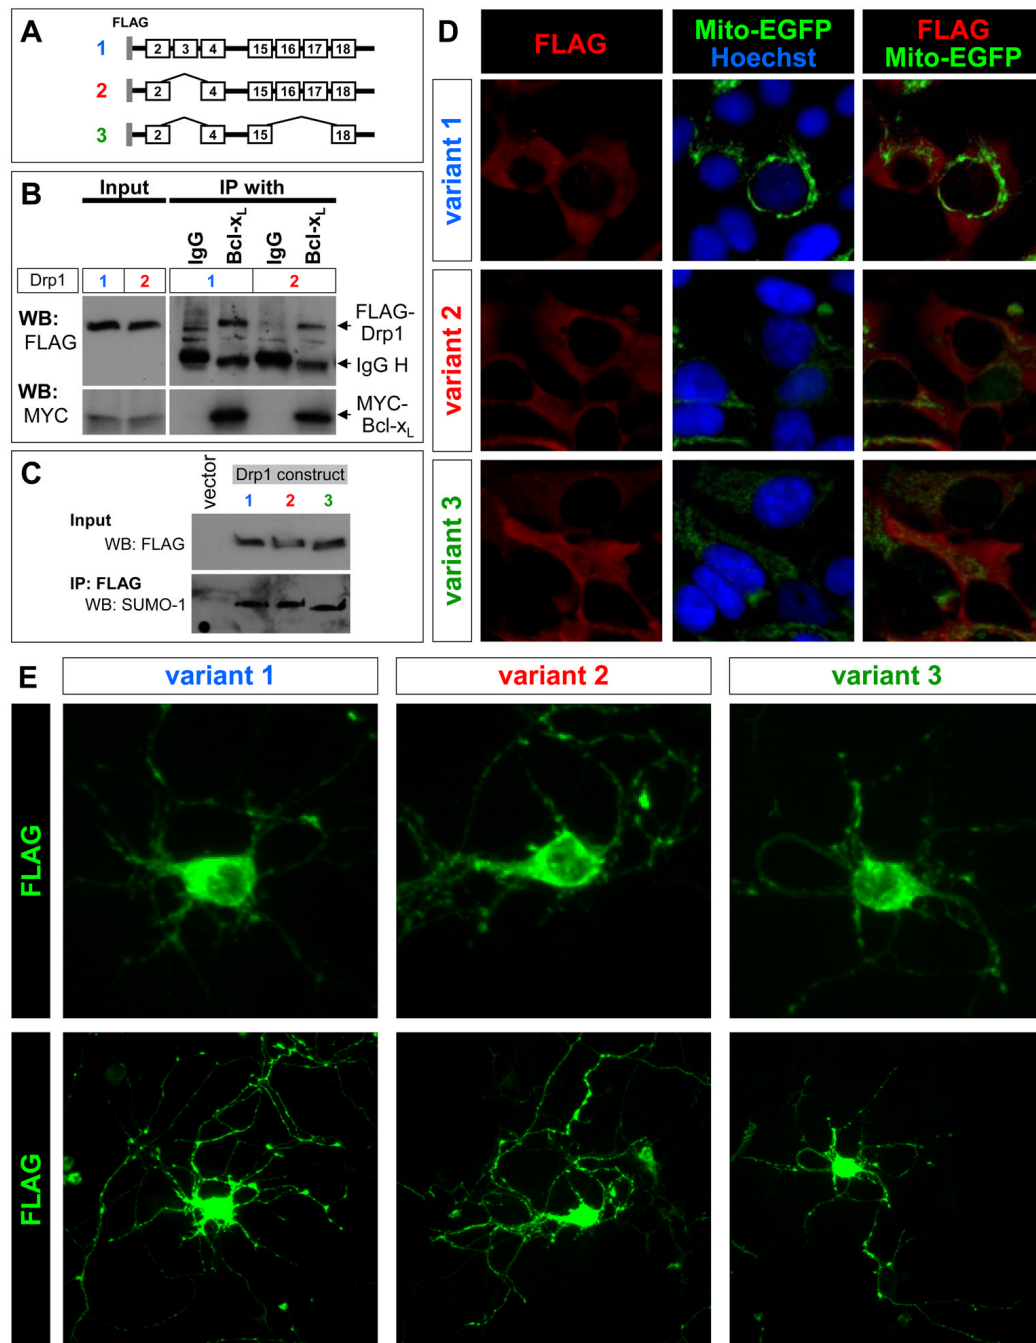 A
FLAG
1 2 3 4 15 16 17 18
2 2 4 15 16 17 18
3 2 4 15 18
B
Input IP with
IgG Bcl-xL IgG Bcl-xL
Drp1 1 2 1 2
WB: FLAG
FLAG-Drp1
IgG H
WB: MYC
MYC-Bcl-xL
C
vector
Drp1 construct
1 2 3
Input
WB: FLAG
IP: FLAG
WB: SUMO-1
D
FLAG
Mito-EGFP
Hoechst
FLAG
Mito-EGFP
variant 1
variant 2
variant 3
E
variant 1 variant 2 variant 3
FLAG
FLAG